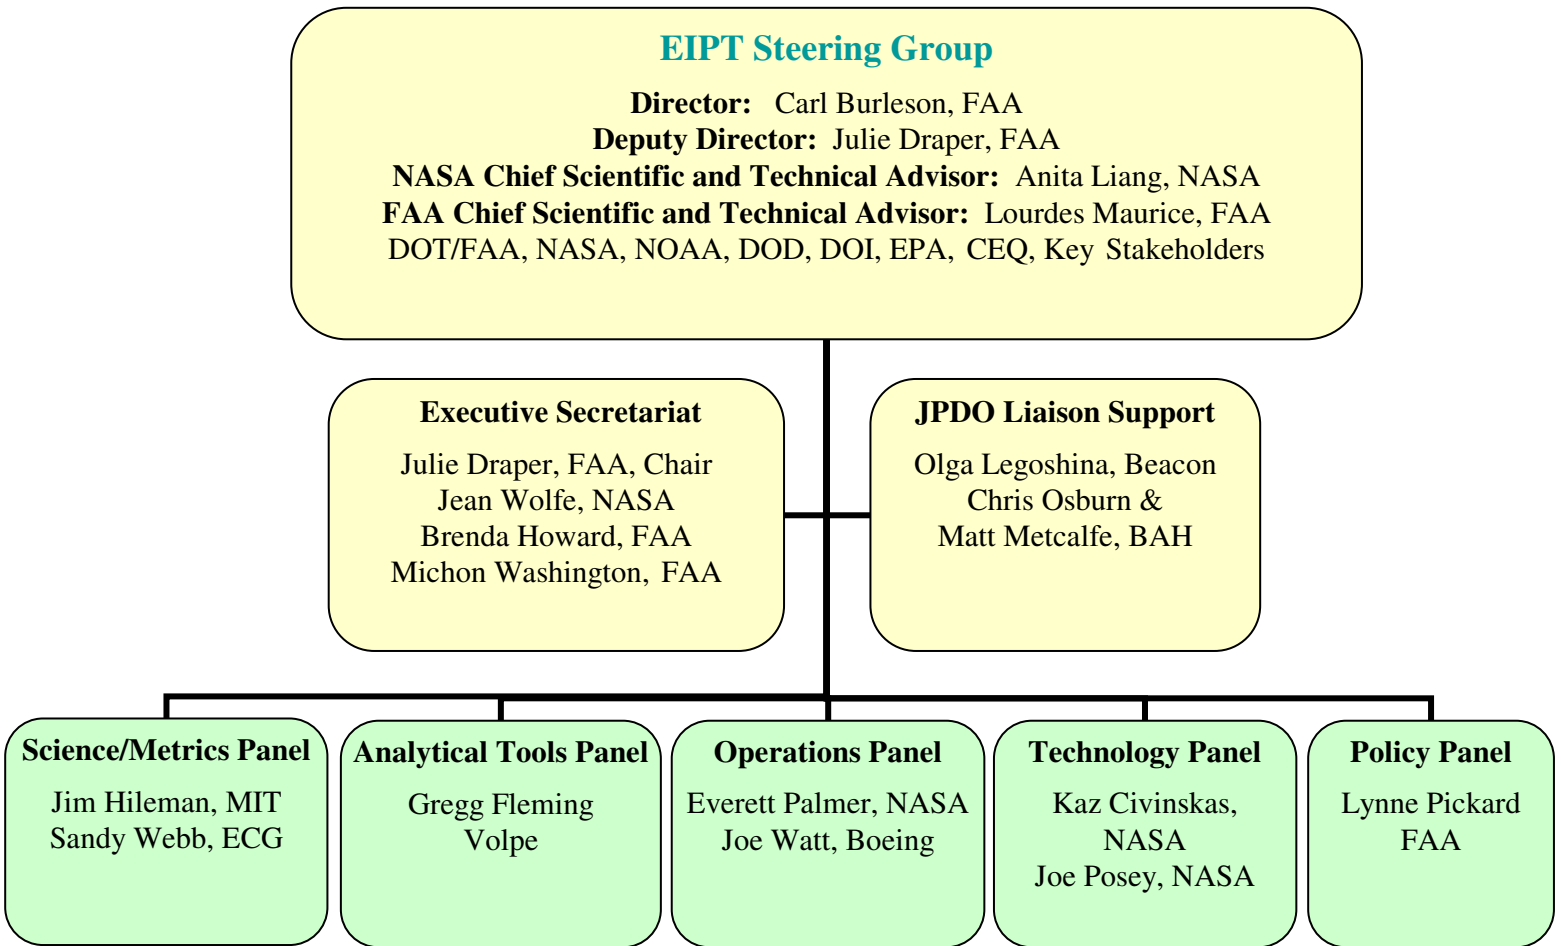 EIPT Steering Group
Director: Carl Burleson, FAA
Deputy Director: Julie Draper, FAA
NASA Chief Scientific and Technical Advisor: Anita Liang, NASA
FAA Chief Scientific and Technical Advisor: Lourdes Maurice, FAA
DOT/FAA, NASA, NOAA, DOD, DOI, EPA, CEQ, Key Stakeholders
Executive Secretariat
Julie Draper, FAA, Chair
Jean Wolfe, NASA
Brenda Howard, FAA
Michon Washington, FAA
JPDO Liaison Support
Olga Legoshina, Beacon
Chris Osburn &
Matt Metcalfe, BAH
Science/Metrics Panel
Jim Hileman, MIT
Sandy Webb, ECG
Analytical Tools Panel
Gregg Fleming
Volpe
Operations Panel
Everett Palmer, NASA
Joe Watt, Boeing
Technology Panel
Kaz Civinskas,
NASA
Joe Posey, NASA
Policy Panel
Lynne Pickard
FAA